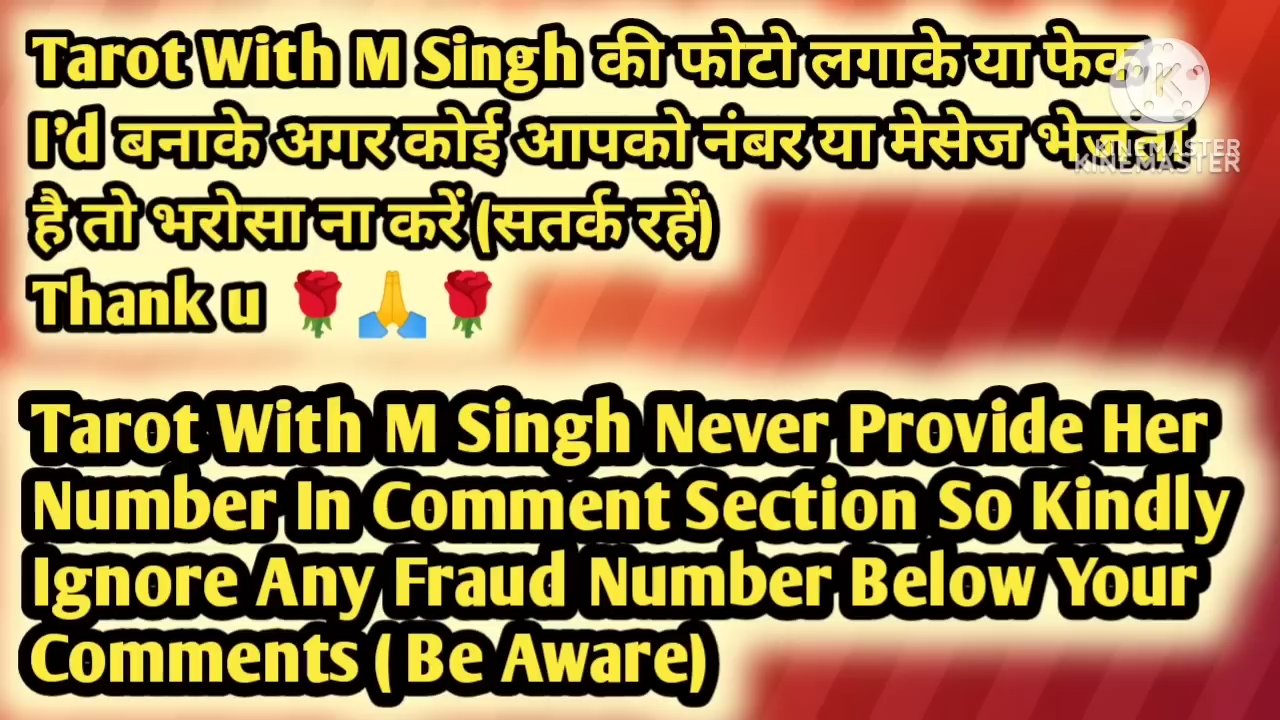 Tarot With M Singh की फोटो लगाके या फेक
I'd बनाके अगर कोई आपको नंबर या मेसेज भेजता
है तो भरोसा ना करें (सतर्क रहें)
Thank u 🌹🙏🌹
Tarot With M Singh Never Provide Her
Number In Comment Section So Kindly
Ignore Any Fraud Number Below Your
Comments ( Be Aware)
K
KINEMASTER
KINEMASTER